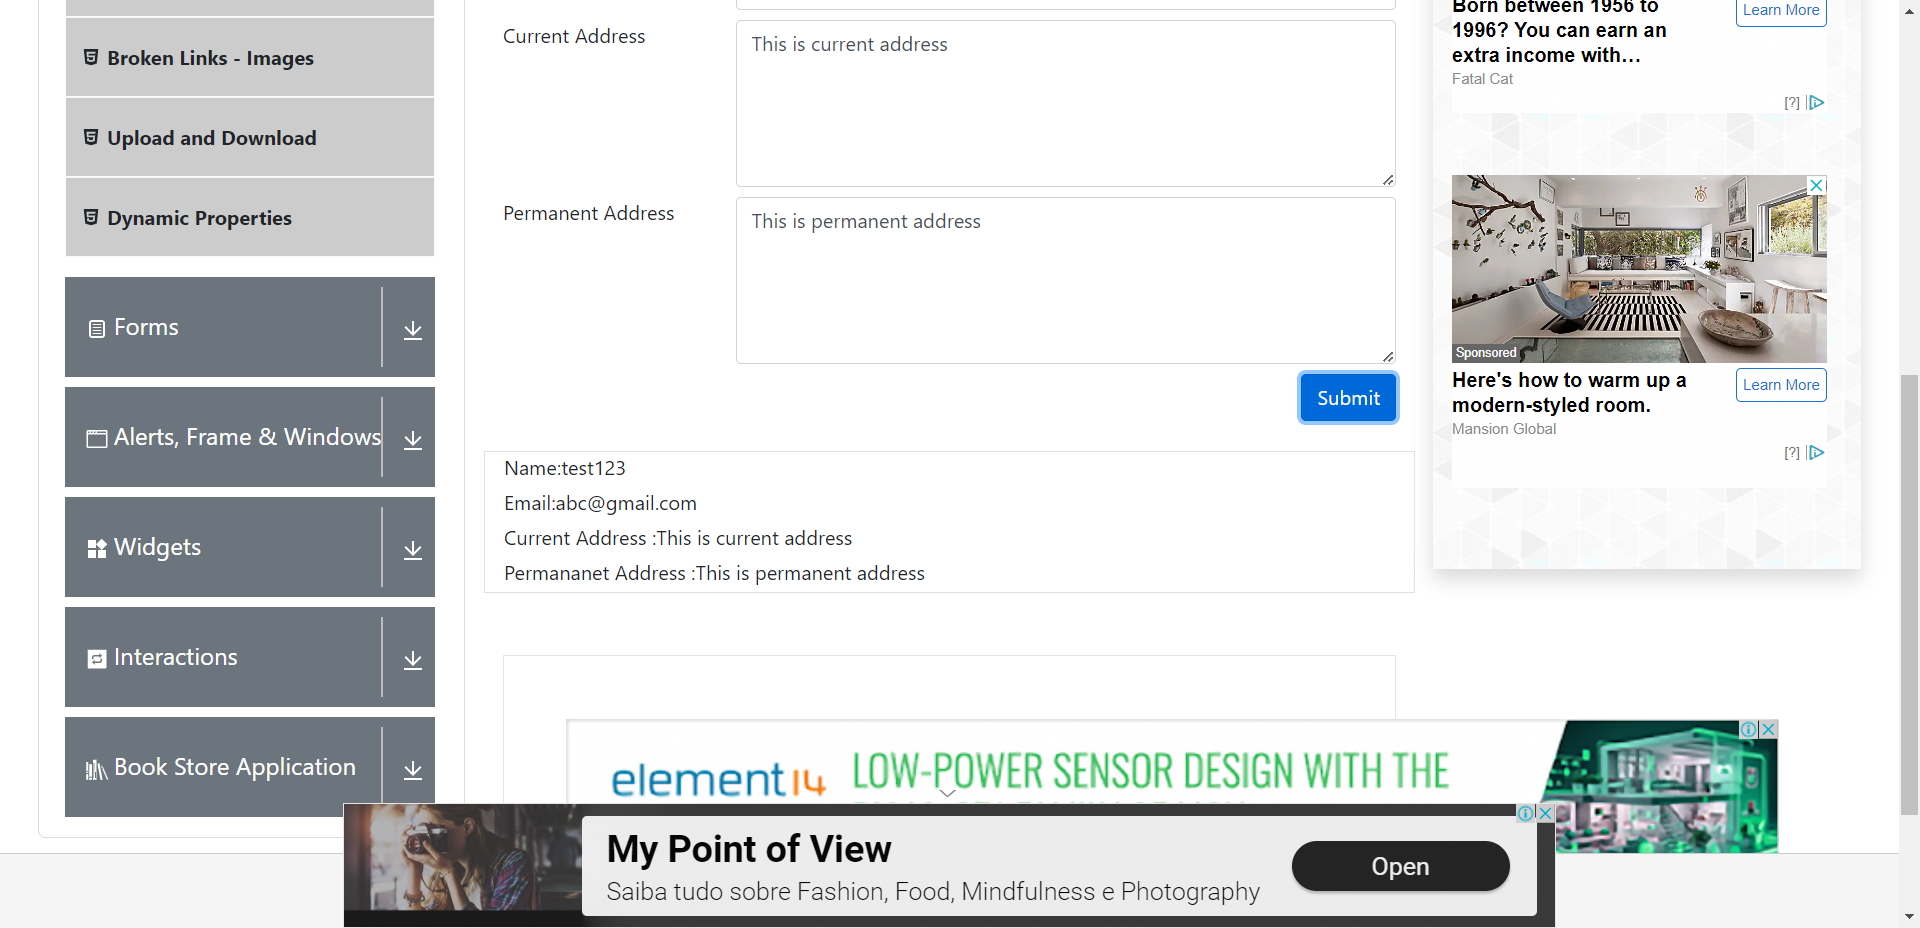 Broken Links - Images
Upload and Download
Dynamic Properties
Forms
Alerts, Frame & Windows
Widgets
Interactions
Book Store Application
Current Address
This is current address
Permanent Address
This is permanent address
Submit
Name:test123
Email:abc@gmail.com
Current Address :This is current address
Permananet Address :This is permanent address
Born between 1956 to
1996? You can earn an
extra income with…
Fatal Cat
Learn More
[?]
Sponsored
Here's how to warm up a
modern-styled room.
Mansion Global
Learn More
[?]
element14
LOW-POWER SENSOR DESIGN WITH THE
My Point of View
Saiba tudo sobre Fashion, Food, Mindfulness e Photography
Open